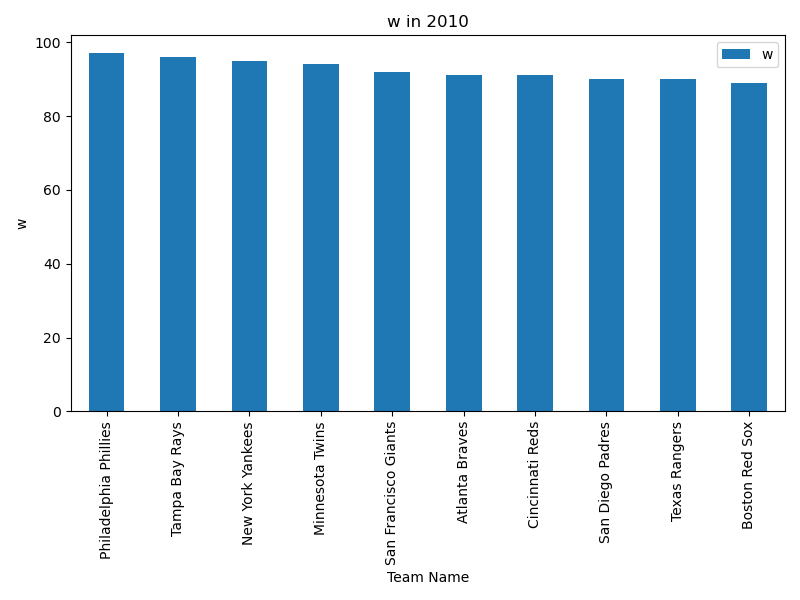 w in 2010
w
100
80
60
40
20
0
w
Philadelphia Phillies
Tampa Bay Rays
New York Yankees
Minnesota Twins
San Francisco Giants
Atlanta Braves
Cincinnati Reds
San Diego Padres
Texas Rangers
Boston Red Sox
Team Name